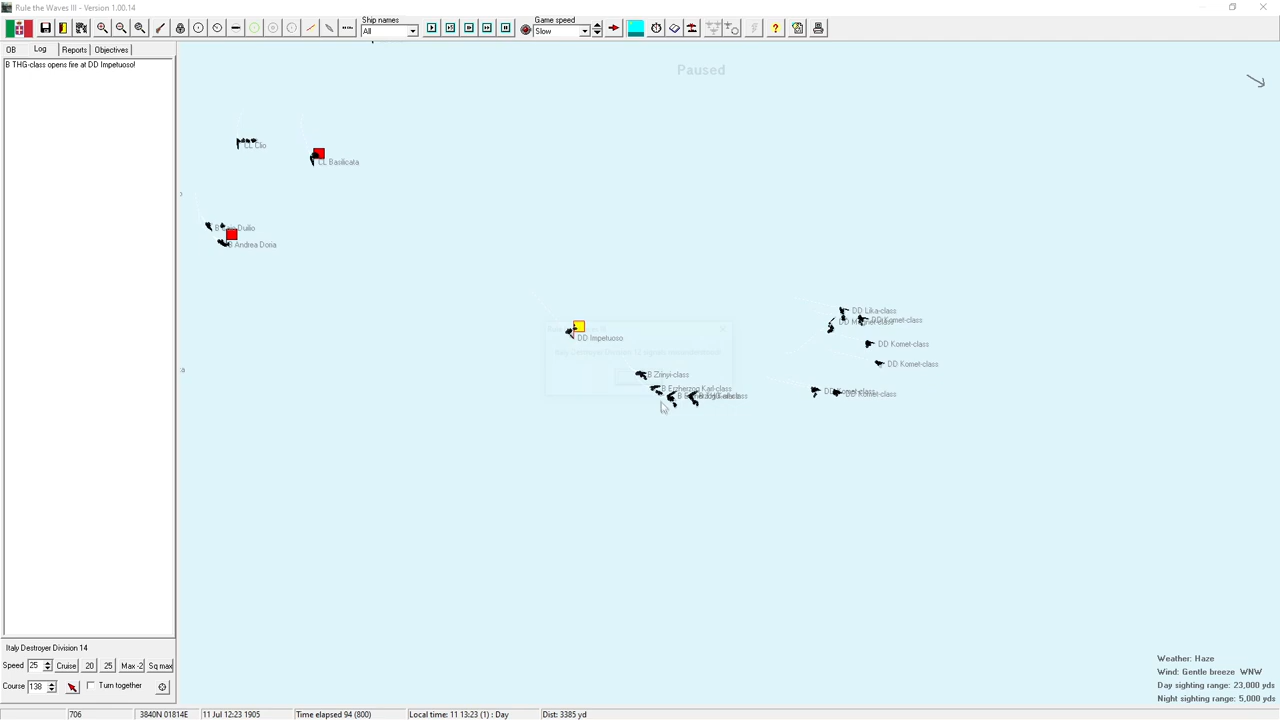 Rule the Waves III - Version 1.00.14
Ship names
All
Game speed
Slow
OB
Log
Reports
Objectives
B THG-class opens fire at DD Impetuoso!
Paused
CL Clio
CL Basilicata
Duilio
B Andrea Doria
DD Impetuoso
DD Lika-class
DD Komet-class
DD Komet-class
DD Komet-class
B Zrinyi-class
B Erzherzog Karl-class
DD Komet-class
Italy Destroyer Division 14
Speed 25 Cruise 20 25 Max -2 Sq max
Course 138 Turn together
Weather: Haze
Wind: Gentle breeze WNW
Day sighting range: 23,000 yds
Night sighting range: 5,000 yds
706 3840N 01814E 11 Jul 12:23 1905 Time elapsed 94 (800) Local time: 11 13:23 (1) : Day Dist: 3385 yd